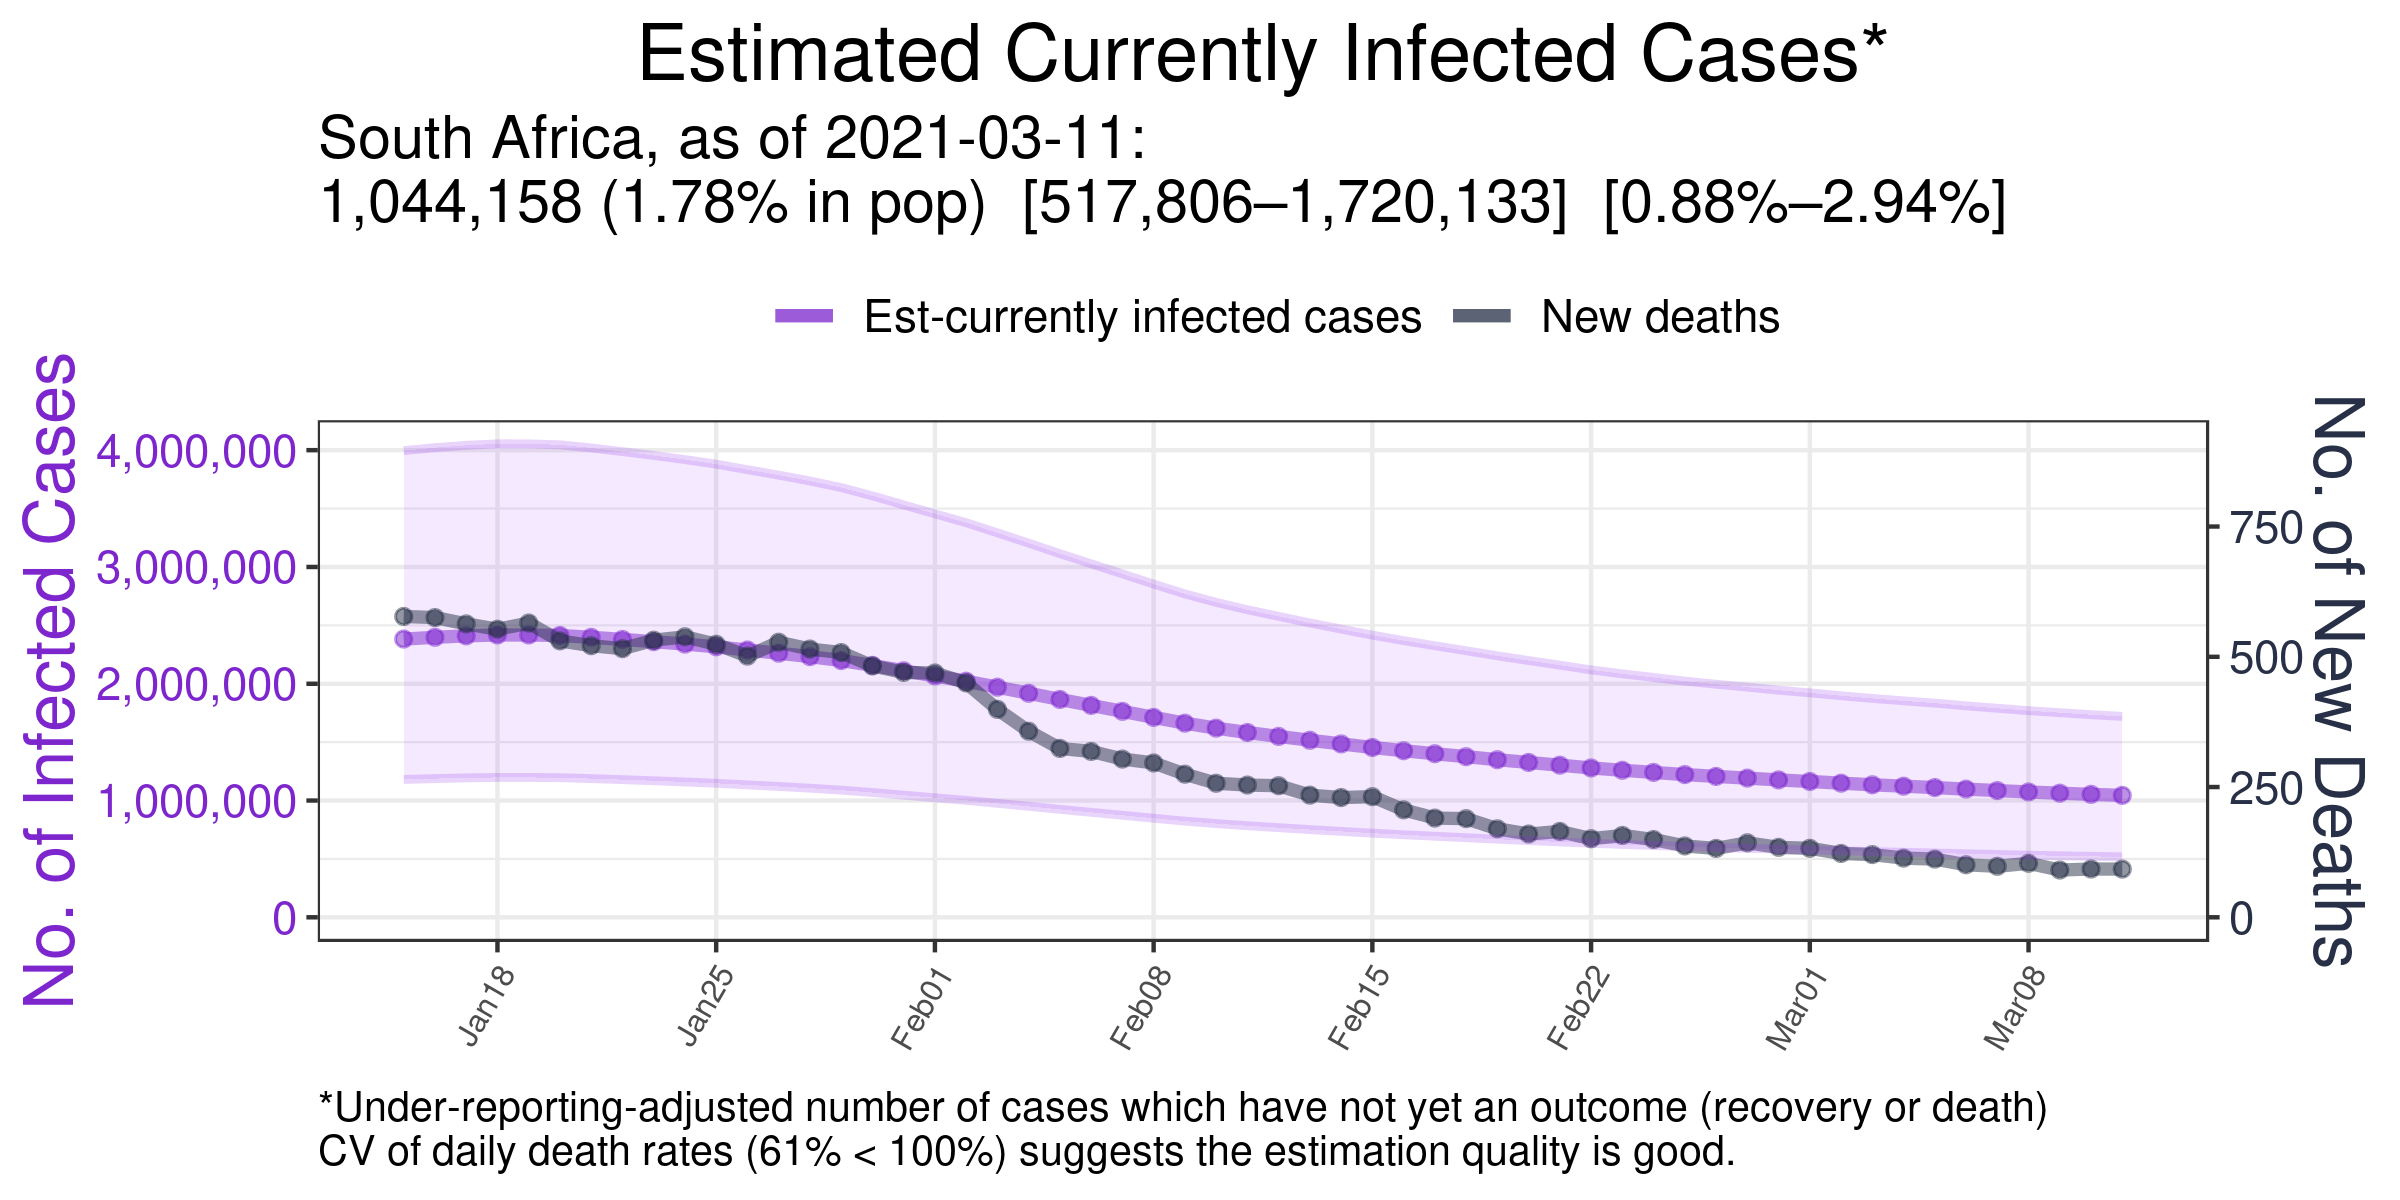 Estimated Currently Infected Cases*
South Africa, as of 2021-03-11:
1,044,158 (1.78% in pop) [517,806–1,720,133] [0.88%–2.94%]
Est-currently infected cases
New deaths
No. of Infected Cases
4,000,000
3,000,000
2,000,000
1,000,000
0
No. of New Deaths
750
500
250
0
Jan18
Jan25
Feb01
Feb08
Feb15
Feb22
Mar01
Mar08
*Under-reporting-adjusted number of cases which have not yet an outcome (recovery or death)
CV of daily death rates (61% < 100%) suggests the estimation quality is good.